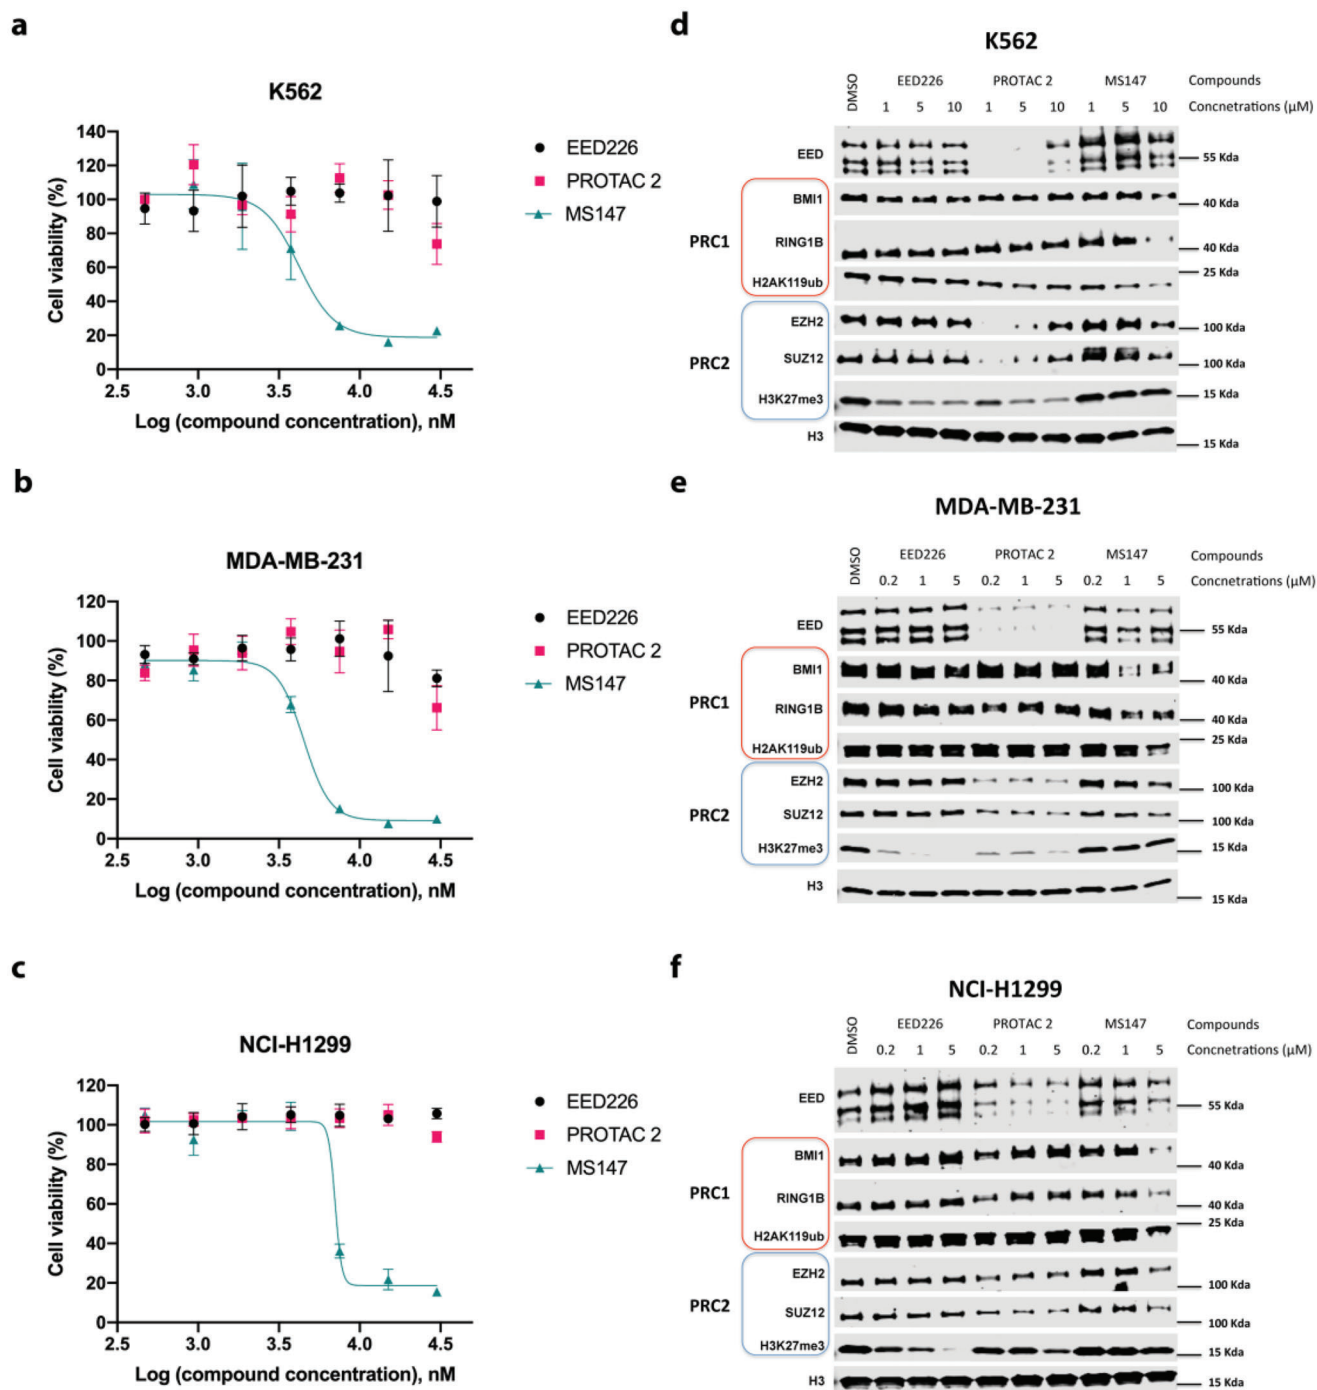 a
K562
140
120
100
80
60
40
20
0
Cell viability (%)
2.5 3.0 3.5 4.0 4.5
Log (compound concentration), nM
EED226
PROTAC 2
MS147
b
MDA-MB-231
120
100
80
60
40
20
0
Cell viability (%)
2.5 3.0 3.5 4.0 4.5
Log (compound concentration), nM
EED226
PROTAC 2
MS147
c
NCI-H1299
120
100
80
60
40
20
0
Cell viability (%)
2.5 3.0 3.5 4.0 4.5
Log (compound concentration), nM
EED226
PROTAC 2
MS147
d
K562
DMSO EED226 PROTAC 2 MS147 Compounds
1 5 10 1 5 10 1 5 10 Concnetrations (μM)
EED 55 Kda
PRC1
BMI1 40 Kda
RING1B 40 Kda
H2AK119ub 25 Kda
PRC2
EZH2 100 Kda
SUZ12 100 Kda
H3K27me3 15 Kda
H3 15 Kda
e
MDA-MB-231
DMSO EED226 PROTAC 2 MS147 Compounds
0.2 1 5 0.2 1 5 0.2 1 5 Concnetrations (μM)
EED 55 Kda
PRC1
BMI1 40 Kda
RING1B 40 Kda
H2AK119ub 25 Kda
PRC2
EZH2 100 Kda
SUZ12 100 Kda
H3K27me3 15 Kda
H3 15 Kda
f
NCI-H1299
DMSO EED226 PROTAC 2 MS147 Compounds
0.2 1 5 0.2 1 5 0.2 1 5 Concnetrations (μM)
EED 55 Kda
PRC1
BMI1 40 Kda
RING1B 40 Kda
H2AK119ub 25 Kda
PRC2
EZH2 100 Kda
SUZ12 100 Kda
H3K27me3 15 Kda
H3 15 Kda